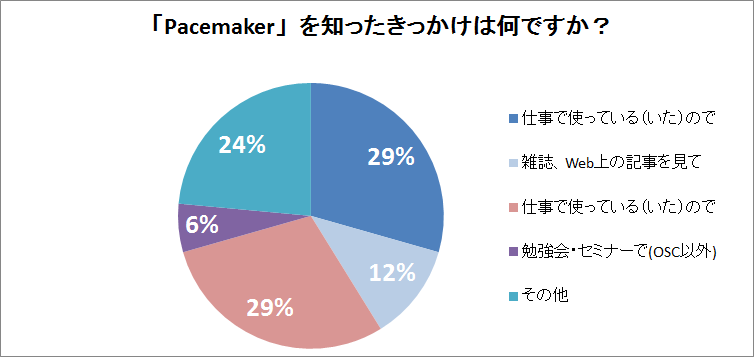 「Pacemaker」を知ったきっかけは何ですか？
29%
12%
29%
6%
24%
仕事で使っている（いた）ので
雑誌、Web上の記事を見て
仕事で使っている（いた）ので
勉強会・セミナーで(OSC以外)
その他